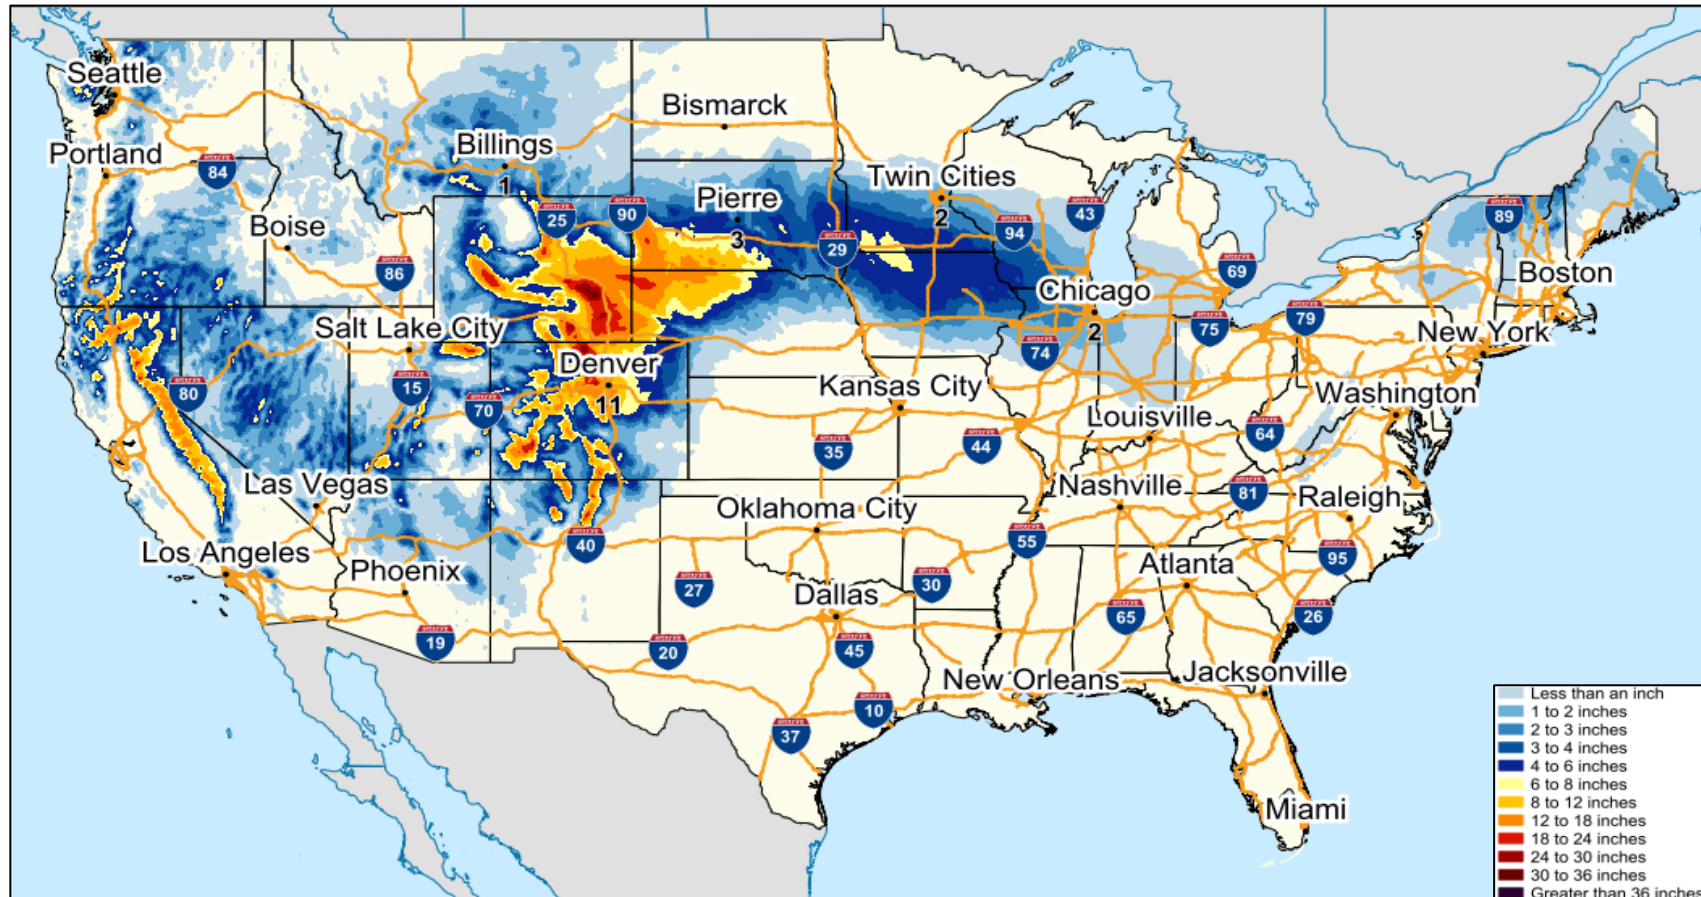 Seattle
Bismarck
Billings
Portland
84
1
Twin Cities
Pierre
25
90
2
43
89
Boise
3
94
29
86
69
Boston
Chicago
Salt Lake City
79
75
2
New York
Denver
74
15
80
Kansas City
Washington
70
11
Louisville
64
35
44
Las Vegas
Nashville
81
Raleigh
Oklahoma City
40
55
Los Angeles
95
Phoenix
Atlanta
27
30
Dallas
65
26
19
20
45
New Orleans
Jacksonville
10
37
Miami
Less than an inch
1 to 2 inches
2 to 3 inches
3 to 4 inches
4 to 6 inches
6 to 8 inches
8 to 12 inches
12 to 18 inches
18 to 24 inches
24 to 30 inches
30 to 36 inches
Greater than 36 inches